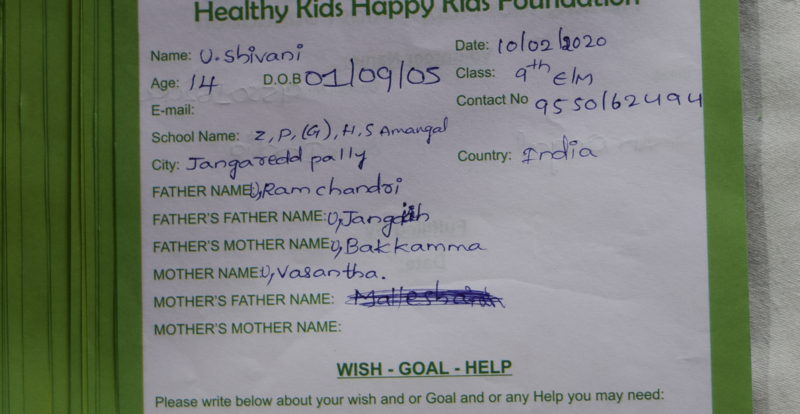 Healthy Kids Happy Kids Foundation
Name: U. Shivani Date: 10/02/2020
Age: 14 D.O.B 01/09/05 Class: 9th E/M
E-mail: Contact No 9550162494
School Name: Z, P, (G), H, S Amangal
City: Jangaredd pally Country: India
FATHER NAME: U, Ram chandri
FATHER'S FATHER NAME: U, Jangaiah
FATHER'S MOTHER NAME: U, Bakkamma
MOTHER NAME: U, Vasantha.
MOTHER'S FATHER NAME:
MOTHER'S MOTHER NAME:
WISH - GOAL - HELP
Please write below about your wish and or Goal and or any Help you may need: